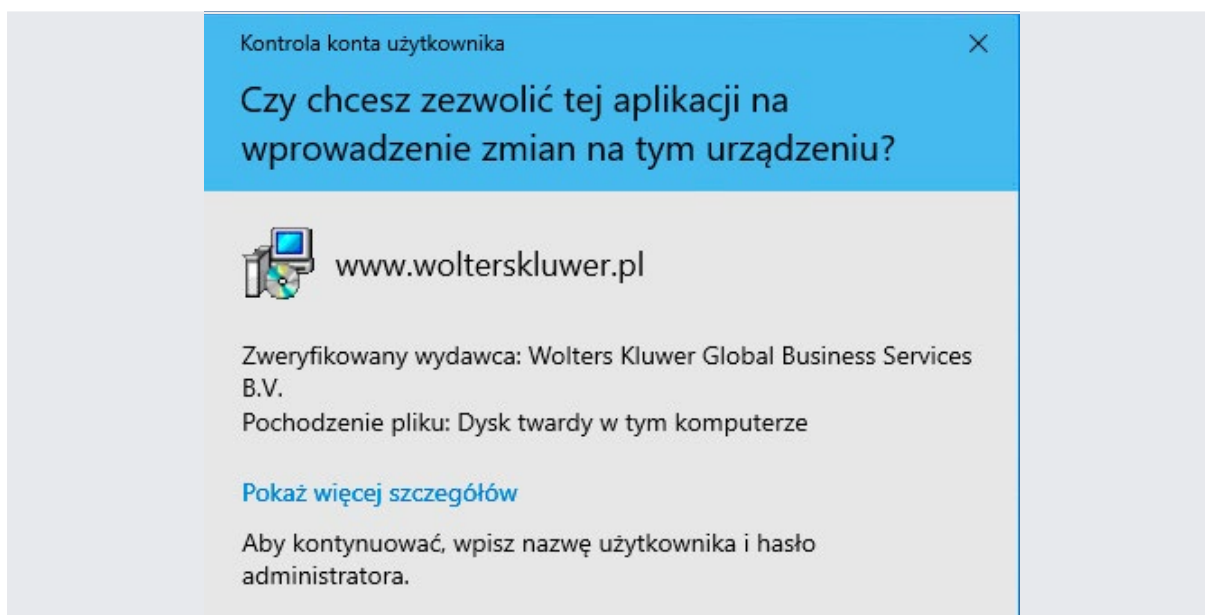 Kontrola konta użytkownika
Czy chcesz zezwolić tej aplikacji na
wprowadzenie zmian na tym urządzeniu?
www.wolterskluwer.pl
Zweryfikowany wydawca: Wolters Kluwer Global Business Services
B.V.
Pochodzenie pliku: Dysk twardy w tym komputerze
Pokaż więcej szczegółów
Aby kontynuować, wpisz nazwę użytkownika i hasło
administratora.